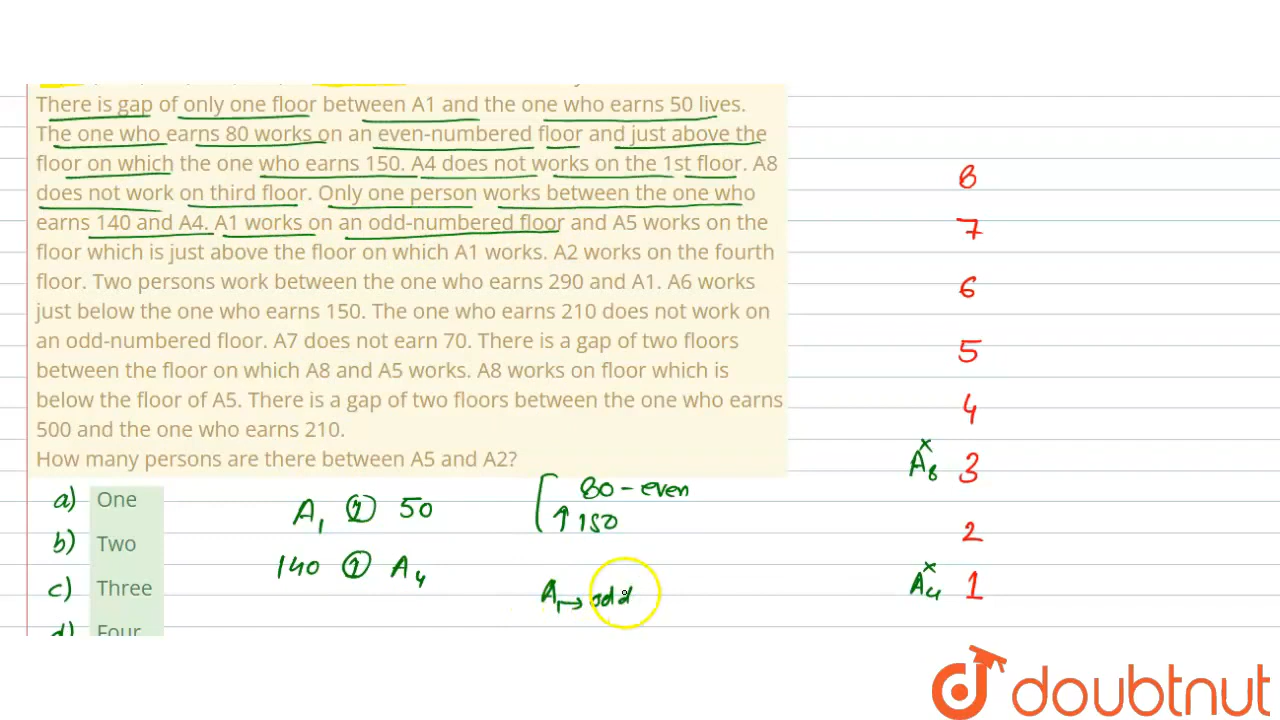 There is gap of only one floor between A1 and the one who earns 50 lives.
The one who earns 80 works on an even-numbered floor and just above the
floor on which the one who earns 150. A4 does not works on the 1st floor. A8
does not work on third floor. Only one person works between the one who
earns 140 and A4. A1 works on an odd-numbered floor and A5 works on the
floor which is just above the floor on which A1 works. A2 works on the fourth
floor. Two persons work between the one who earns 290 and A1. A6 works
just below the one who earns 150. The one who earns 210 does not work on
an odd-numbered floor. A7 does not earn 70. There is a gap of two floors
between the floor on which A8 and A5 works. A8 works on floor which is
below the floor of A5. There is a gap of two floors between the one who earns
500 and the one who earns 210.
How many persons are there between A5 and A2?
a) One
b) Two
c) Three
d) Four
A1 ① 50
140 ① A4
80 - even
↑ 150
A1 → odd
8
7
6
5
4
A8 x 3
2
A4 x 1
doubtnut